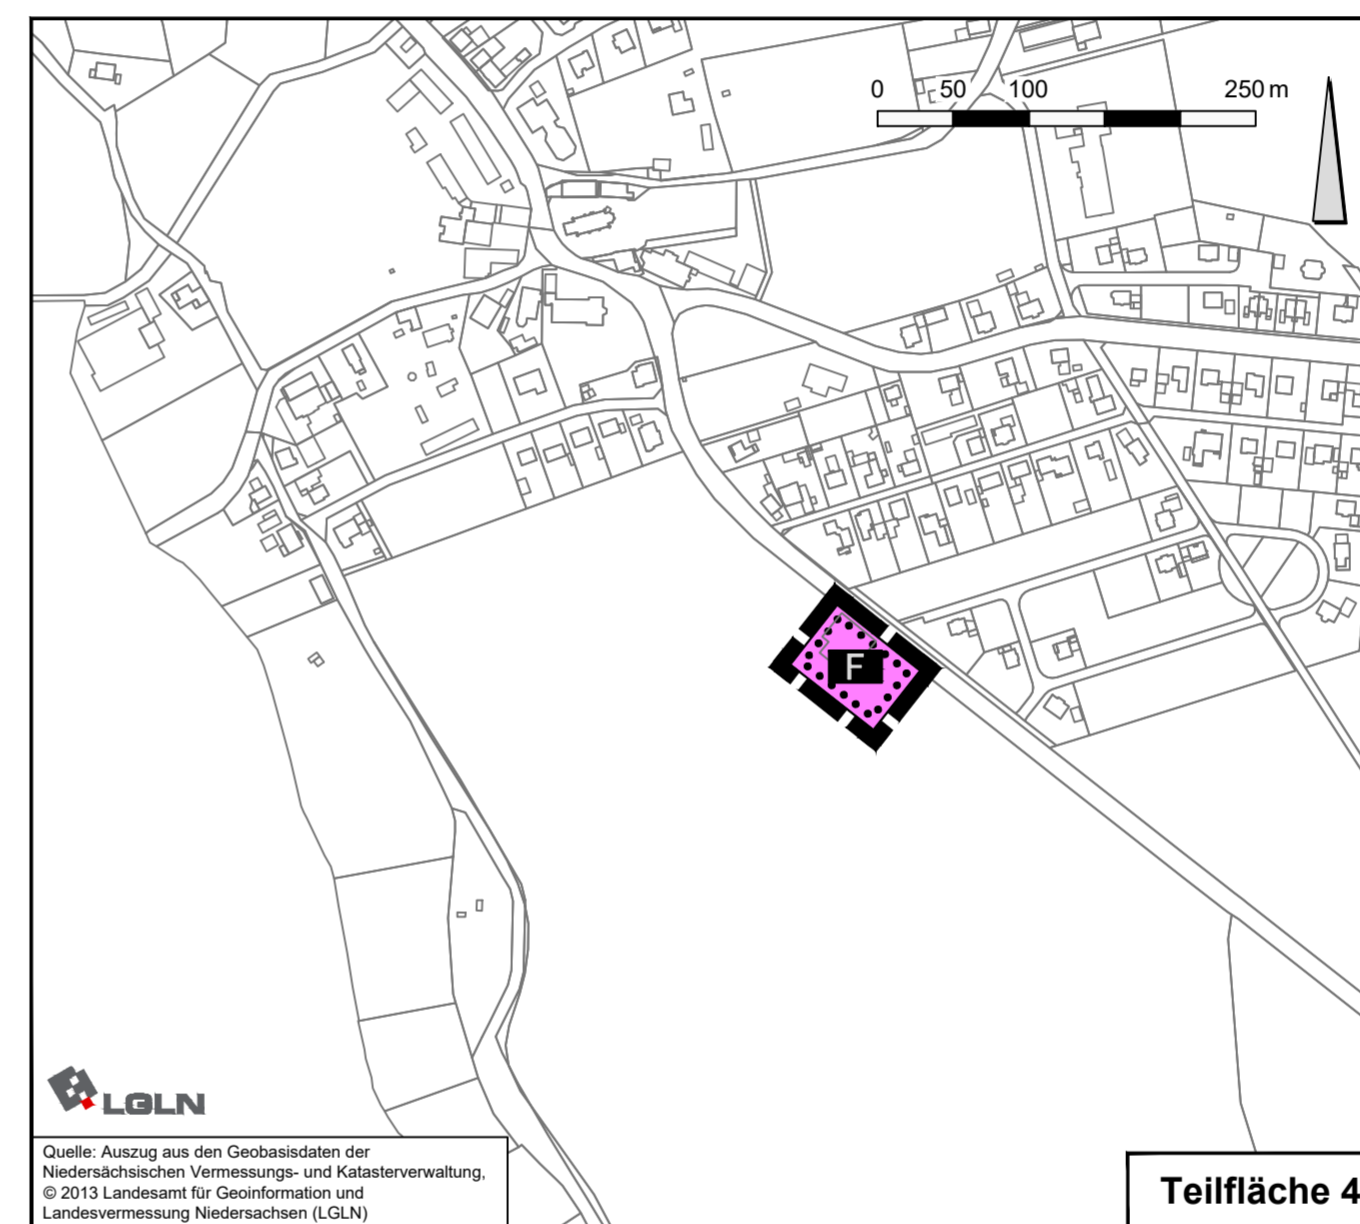 0 50 100 250 m
F
LGLN
Quelle: Auszug aus den Geobasisdaten der
Niedersächsischen Vermessungs- und Katasterverwaltung,
© 2013 Landesamt für Geoinformation und
Landesvermessung Niedersachsen (LGLN)
Teilfläche 4